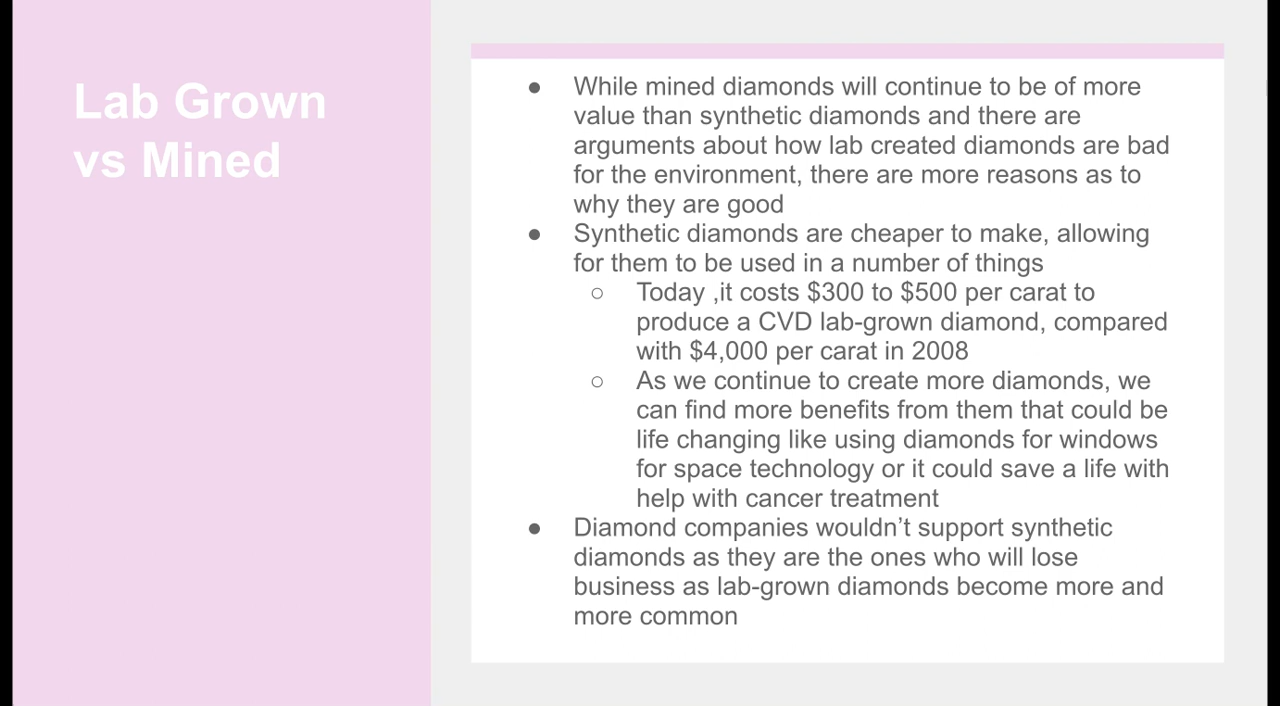 Lab Grown
vs Mined
● While mined diamonds will continue to be of more
value than synthetic diamonds and there are
arguments about how lab created diamonds are bad
for the environment, there are more reasons as to
why they are good
● Synthetic diamonds are cheaper to make, allowing
for them to be used in a number of things
○ Today ,it costs $300 to $500 per carat to
produce a CVD lab-grown diamond, compared
with $4,000 per carat in 2008
○ As we continue to create more diamonds, we
can find more benefits from them that could be
life changing like using diamonds for windows
for space technology or it could save a life with
help with cancer treatment
● Diamond companies wouldn’t support synthetic
diamonds as they are the ones who will lose
business as lab-grown diamonds become more and
more common